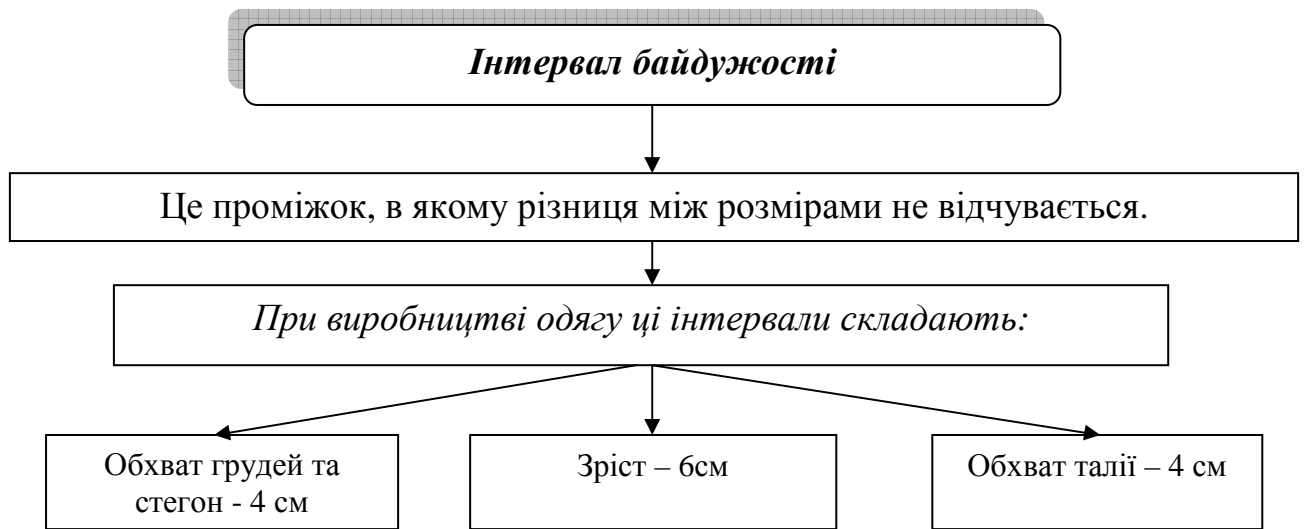 Інтервал байдужості
Це проміжок, в якому різниця між розмірами не відчувається.
При виробництві одягу ці інтервали складають:
Обхват грудей та
стегон - 4 см
Зріст – 6см
Обхват талії – 4 см